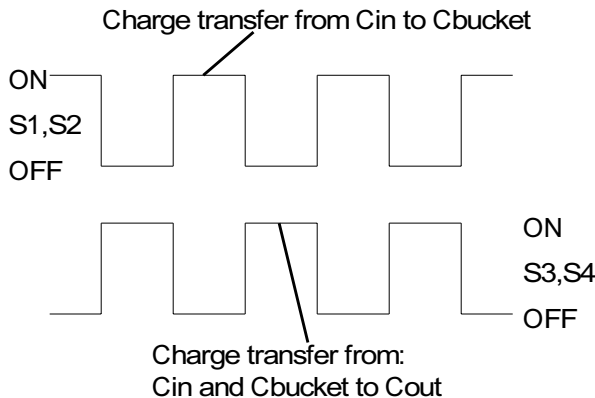 Charge transfer from Cin to Cbucket
ON
S1,S2
OFF
ON
S3,S4
OFF
Charge transfer from:
Cin and Cbucket to Cout